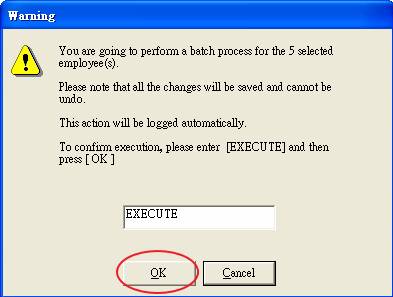 Warning
You are going to perform a batch process for the 5 selected
employee(s).
Please note that all the changes will be saved and cannot be
undo.
This action will be logged automatically.
To confirm execution, please enter  [EXECUTE] and then
press [ OK ]
EXECUTE
OK
Cancel